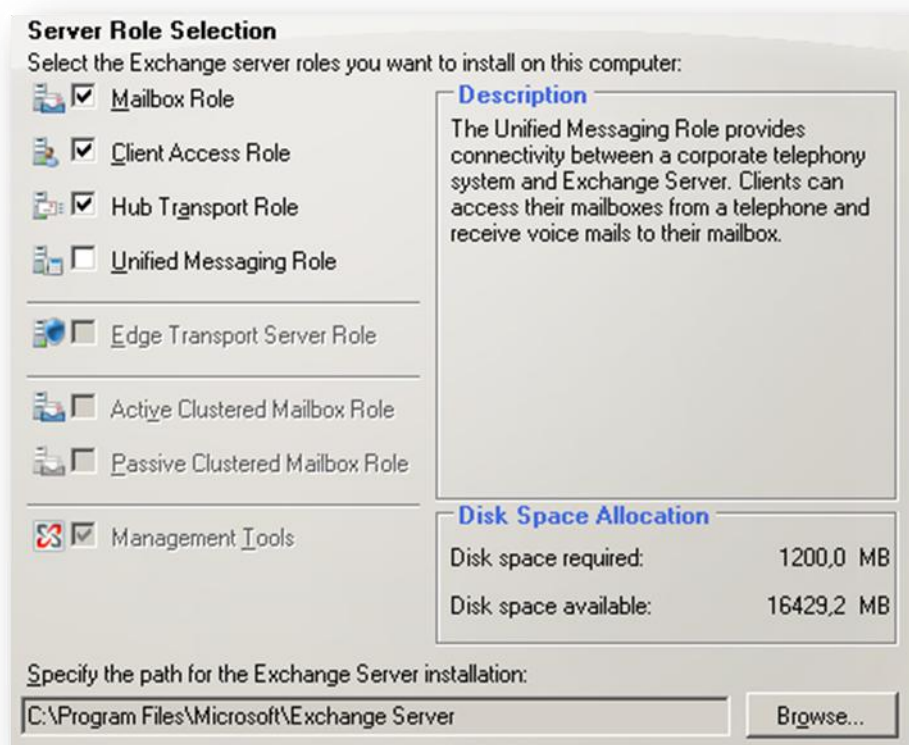 Server Role Selection
Select the Exchange server roles you want to install on this computer:
Mailbox Role
Client Access Role
Hub Transport Role
Unified Messaging Role
Edge Transport Server Role
Active Clustered Mailbox Role
Passive Clustered Mailbox Role
Management Tools
Description
The Unified Messaging Role provides
connectivity between a corporate telephony
system and Exchange Server. Clients can
access their mailboxes from a telephone and
receive voice mails to their mailbox.
Disk Space Allocation
Disk space required: 1200,0 MB
Disk space available: 16429,2 MB
Specify the path for the Exchange Server installation:
C:\Program Files\Microsoft\Exchange Server
Browse...